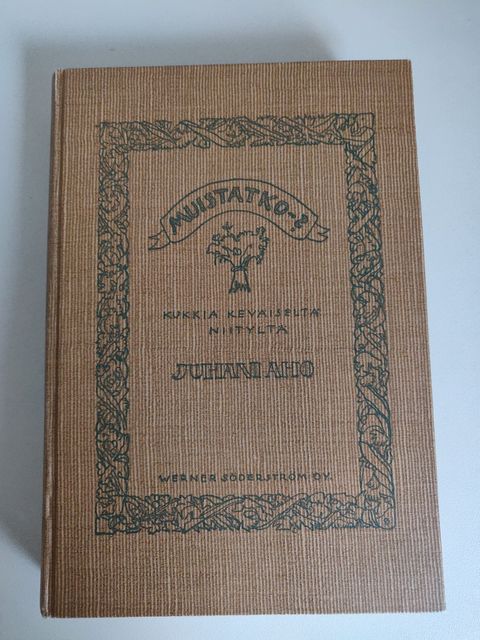 MUISTATKO–?
KUKKIA KEVÄISELTÄ
NIITYLTÄ
JUHANI AHO
WERNER SÖDERSTRÖM OY.